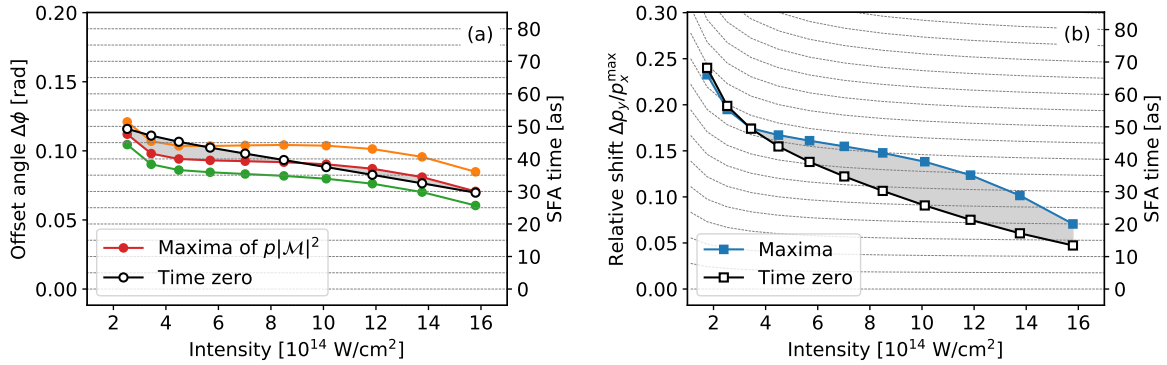 (a)
0.20
0.15
0.10
0.05
0.00
Offset angle Δϕ [rad]
80
70
60
50
40
30
20
10
0
SFA time [as]
Maxima of p|ℳ|²
Time zero
2 4 6 8 10 12 14 16
Intensity [10¹⁴ W/cm²]
(b)
0.30
0.25
0.20
0.15
0.10
0.05
0.00
Relative shift Δp_y/p_x^max
80
70
60
50
40
30
20
10
0
SFA time [as]
Maxima
Time zero
2 4 6 8 10 12 14 16
Intensity [10¹⁴ W/cm²]